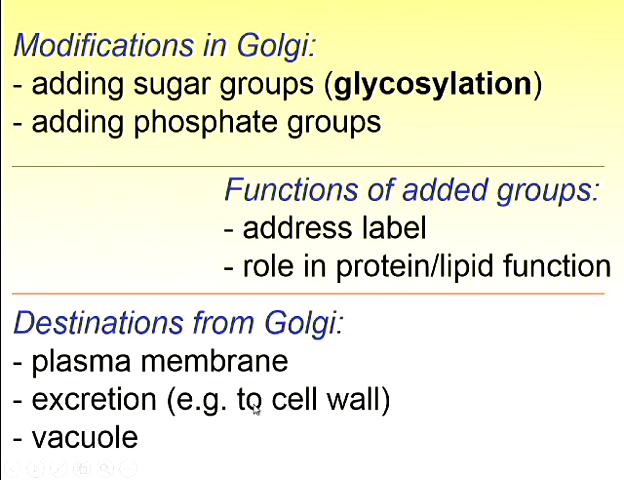 Modifications in Golgi:
- adding sugar groups (glycosylation)
- adding phosphate groups
Functions of added groups:
- address label
- role in protein/lipid function
Destinations from Golgi:
- plasma membrane
- excretion (e.g. to cell wall)
- vacuole